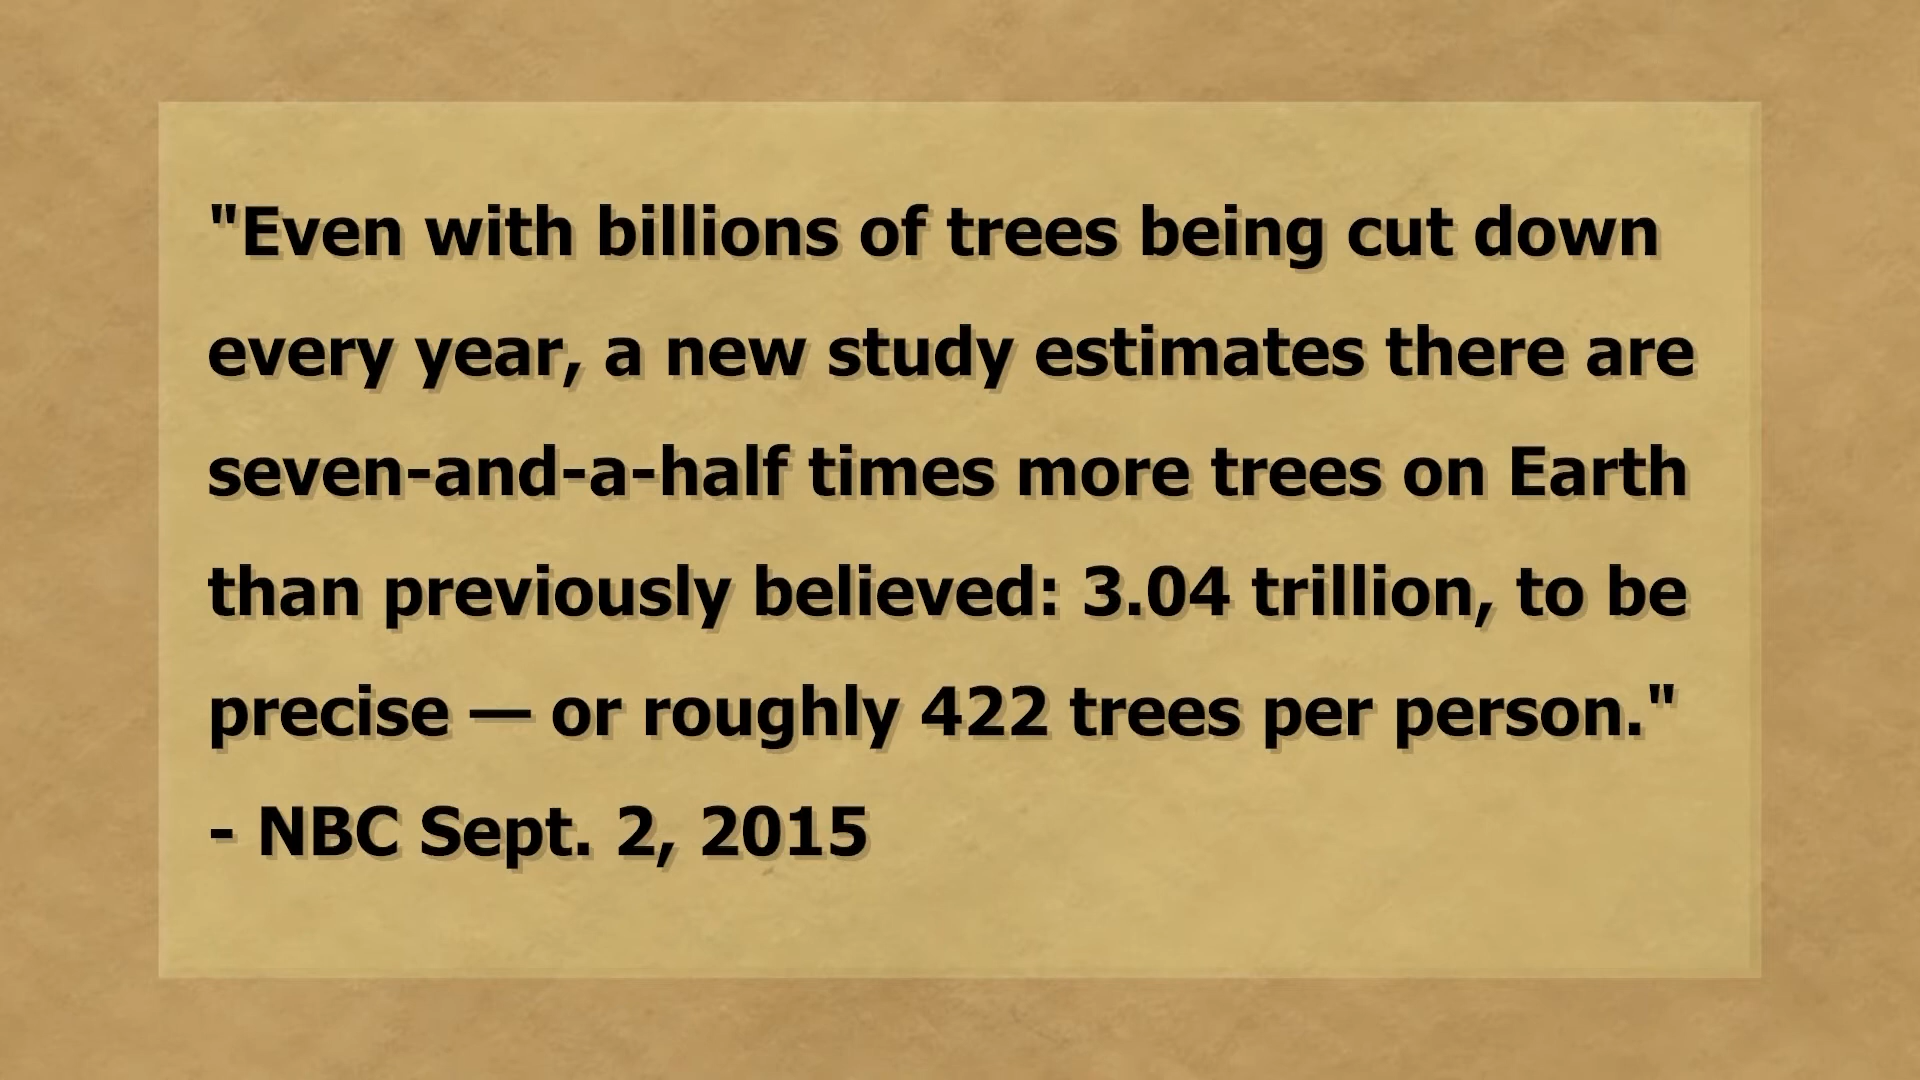 "Even with billions of trees being cut down
every year, a new study estimates there are
seven-and-a-half times more trees on Earth
than previously believed: 3.04 trillion, to be
precise — or roughly 422 trees per person."
- NBC Sept. 2, 2015